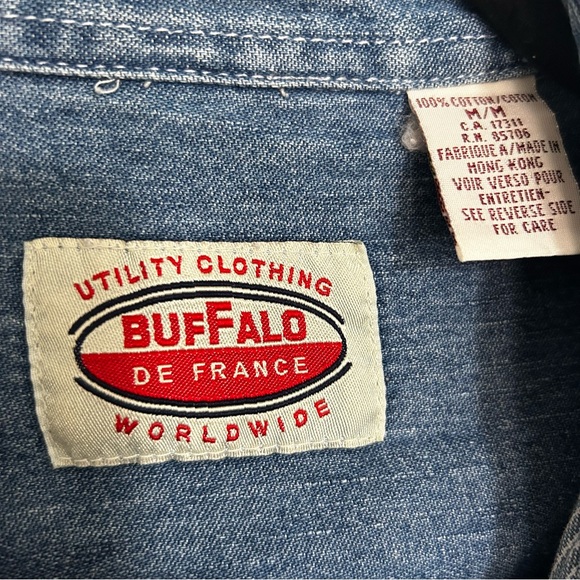 100% COTTON/COTON
M/M
C.A. 17311
R.N. 85706
FABRIQUE A/MADE IN
HONG KONG
VOIR VERSO POUR
ENTRETIEN-
SEE REVERSE SIDE
FOR CARE
UTILITY CLOTHING
BUFFALO
DE FRANCE
WORLDWIDE